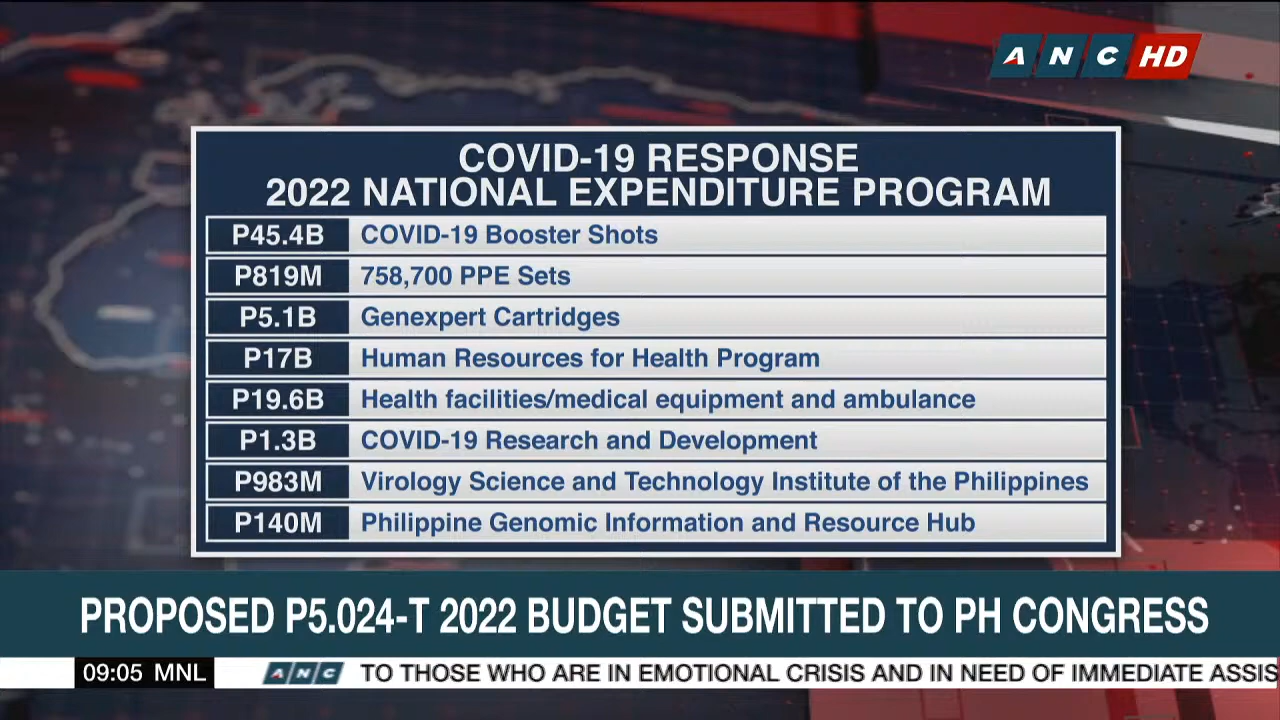 ANC HD
COVID-19 RESPONSE
2022 NATIONAL EXPENDITURE PROGRAM
P45.4B COVID-19 Booster Shots
P819M 758,700 PPE Sets
P5.1B Genexpert Cartridges
P17B Human Resources for Health Program
P19.6B Health facilities/medical equipment and ambulance
P1.3B COVID-19 Research and Development
P983M Virology Science and Technology Institute of the Philippines
P140M Philippine Genomic Information and Resource Hub
PROPOSED P5.024-T 2022 BUDGET SUBMITTED TO PH CONGRESS
09:05 MNL ANC TO THOSE WHO ARE IN EMOTIONAL CRISIS AND IN NEED OF IMMEDIATE ASSIS